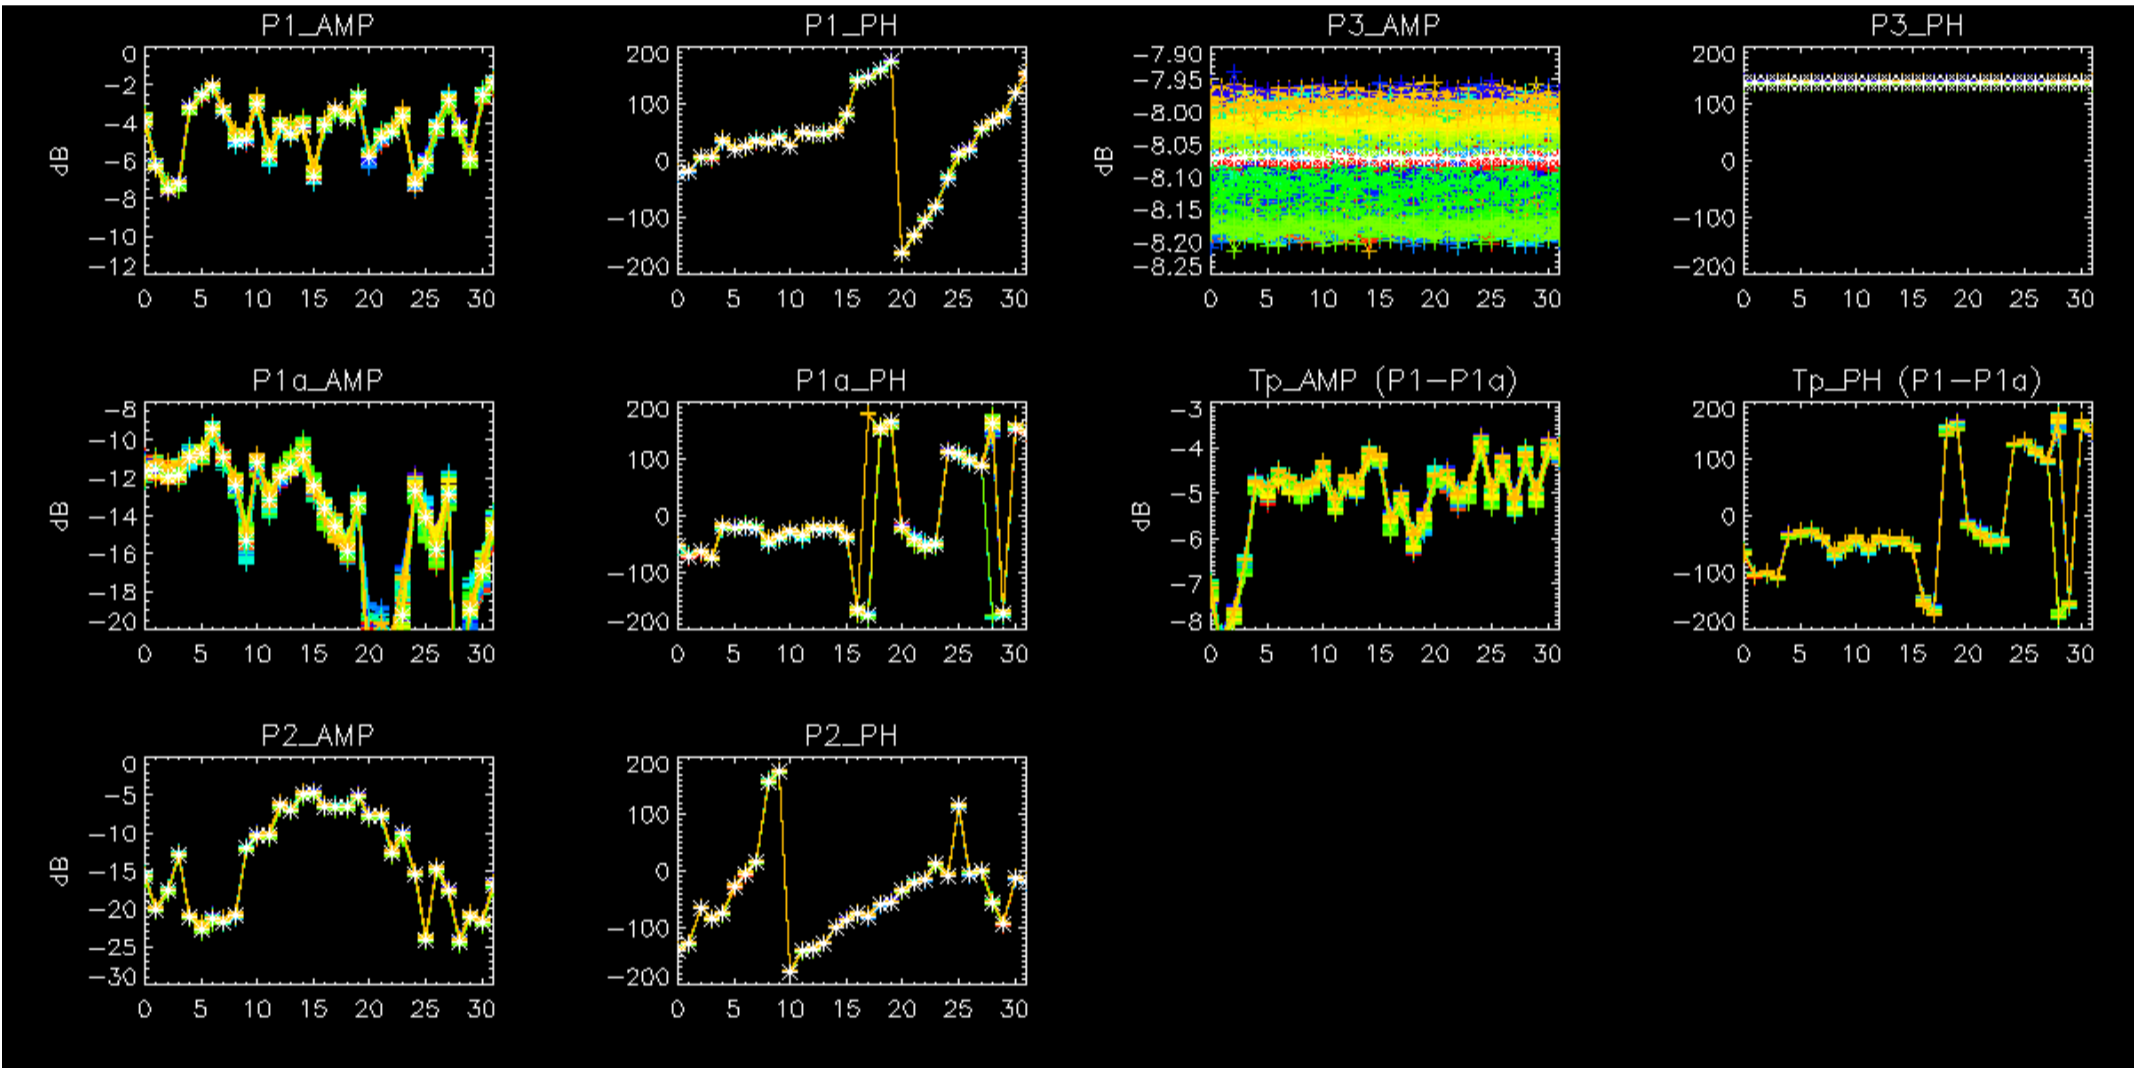 P1_AMP
0
−2
−4
−6
−8
−10
−12
dB
0 5 10 15 20 25 30
P1_PH
200
100
0
−100
−200
0 5 10 15 20 25 30
P3_AMP
−7.90
−7.95
−8.00
−8.05
−8.10
−8.15
−8.20
−8.25
dB
0 5 10 15 20 25 30
P3_PH
200
100
0
−100
−200
0 5 10 15 20 25 30
P1a_AMP
−8
−10
−12
−14
−16
−18
−20
dB
0 5 10 15 20 25 30
P1a_PH
200
100
0
−100
−200
0 5 10 15 20 25 30
Tp_AMP (P1−P1a)
−3
−4
−5
−6
−7
−8
dB
0 5 10 15 20 25 30
Tp_PH (P1−P1a)
200
100
0
−100
−200
0 5 10 15 20 25 30
P2_AMP
0
−5
−10
−15
−20
−25
−30
dB
0 5 10 15 20 25 30
P2_PH
200
100
0
−100
−200
0 5 10 15 20 25 30